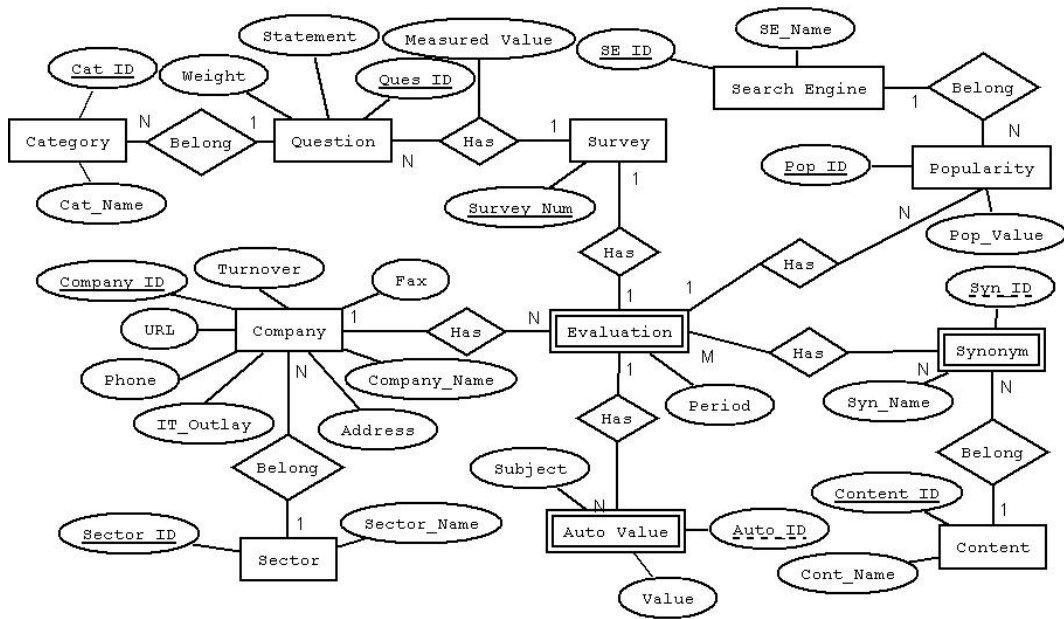 Statement
Measured Value
SE_Name
SE_ID
Cat_ID
Weight
Ques_ID
Search Engine
1
Belong
N
Category
N
Belong
1
Question
N
Has
1
Survey
1
Pop_ID
Popularity
N
Cat_Name
Survey_Num
Pop_Value
Has
Has
Company_ID
Turnover
Fax
1
1
Syn_ID
URL
Company
1
Has
N
Evaluation
M
Has
N
Synonym
Phone
N
Company_Name
1
Period
Syn_Name
N
IT_Outlay
Address
Has
Belong
Belong
Subject
Content_ID
1
N
1
Sector_ID
Sector_Name
Auto Value
Auto_ID
Content
Sector
Cont_Name
Value